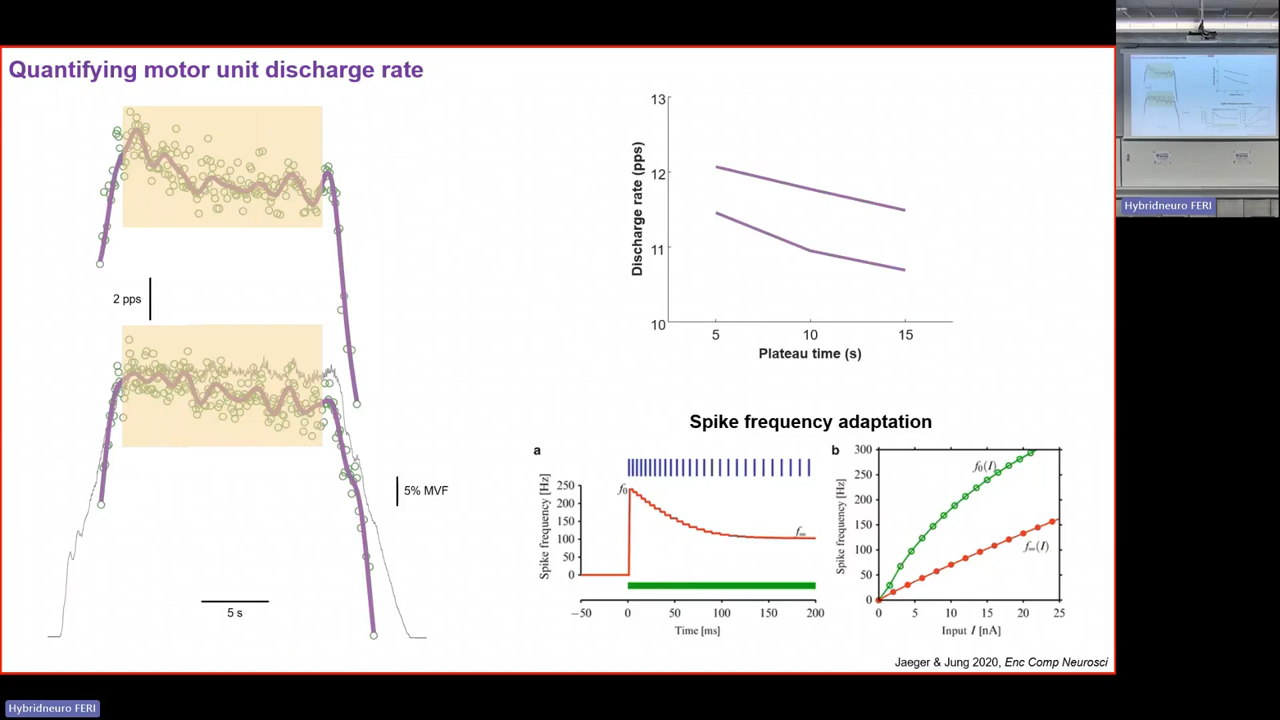 Quantifying motor unit discharge rate
2 pps
5% MVF
5 s
13
12
11
10
Discharge rate (pps)
5 10 15
Plateau time (s)
Spike frequency adaptation
a
Spike frequency [Hz]
250
200
150
100
50
0
f0
f∞
−50 0 50 100 150 200
Time [ms]
b
Spike frequency [Hz]
300
250
200
150
100
50
0
f0(I)
f∞(I)
0 5 10 15 20 25
Input I [nA]
Jaeger & Jung 2020, Enc Comp Neurosci
Hybridneuro FERI
Hybridneuro FERI